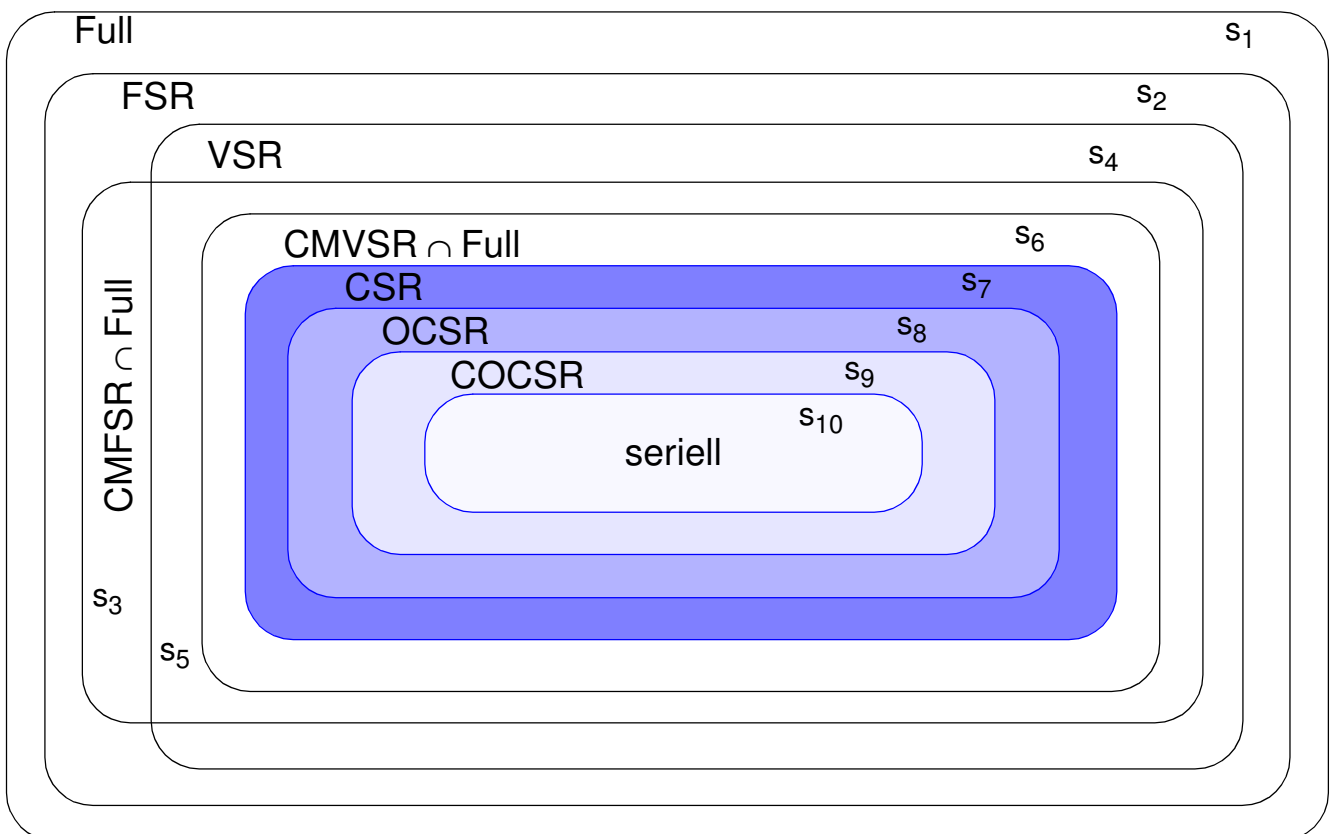 Full s₁
FSR s₂
VSR s₄
CMVSR ∩ Full s₆
CSR s₇
OCSR s₈
COCSR s₉
s₁₀
seriell
CMFSR ∩ Full
s₃
s₅